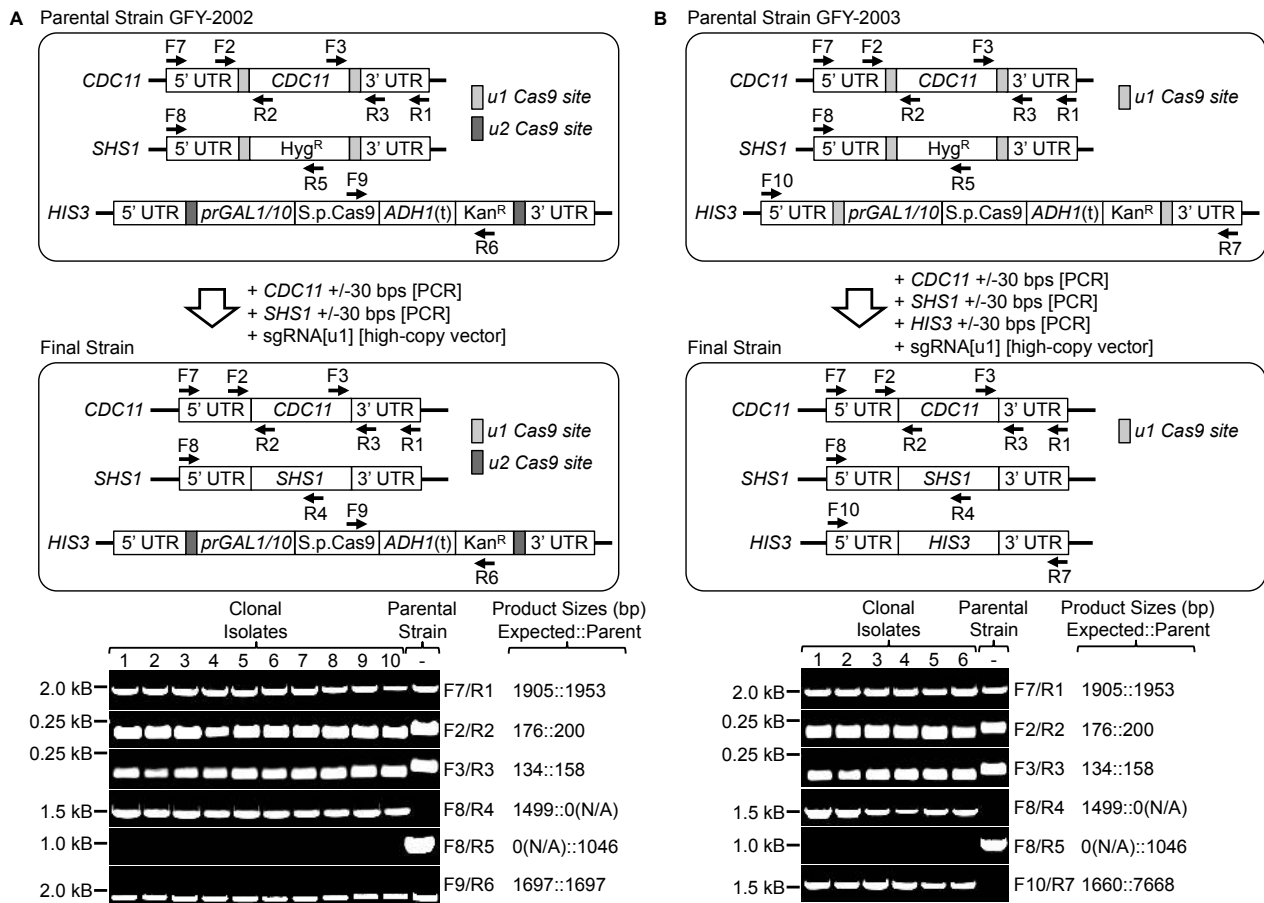 A Parental Strain GFY-2002
F7 F2 F3
CDC11 5' UTR CDC11 3' UTR
R2 R3 R1
u1 Cas9 site
u2 Cas9 site
F8
SHS1 5' UTR Hyg^R 3' UTR
R5 F9
HIS3 5' UTR prGAL1/10 S.p.Cas9 ADH1(t) Kan^R 3' UTR
R6
+ CDC11 +/-30 bps [PCR]
+ SHS1 +/-30 bps [PCR]
+ sgRNA[u1] [high-copy vector]
Final Strain
F7 F2 F3
CDC11 5' UTR CDC11 3' UTR
R2 R3 R1
u1 Cas9 site
u2 Cas9 site
F8
SHS1 5' UTR SHS1 3' UTR
R4 F9
HIS3 5' UTR prGAL1/10 S.p.Cas9 ADH1(t) Kan^R 3' UTR
R6
Clonal Isolates
Parental Strain
Product Sizes (bp)
Expected::Parent
1 2 3 4 5 6 7 8 9 10 -
2.0 kB F7/R1 1905::1953
0.25 kB F2/R2 176::200
0.25 kB F3/R3 134::158
1.5 kB F8/R4 1499::0(N/A)
1.0 kB F8/R5 0(N/A)::1046
2.0 kB F9/R6 1697::1697
B Parental Strain GFY-2003
F7 F2 F3
CDC11 5' UTR CDC11 3' UTR
R2 R3 R1
u1 Cas9 site
F8
SHS1 5' UTR Hyg^R 3' UTR
R5
F10
HIS3 5' UTR prGAL1/10 S.p.Cas9 ADH1(t) Kan^R 3' UTR
R7
+ CDC11 +/-30 bps [PCR]
+ SHS1 +/-30 bps [PCR]
+ HIS3 +/-30 bps [PCR]
+ sgRNA[u1] [high-copy vector]
Final Strain
F7 F2 F3
CDC11 5' UTR CDC11 3' UTR
R2 R3 R1
u1 Cas9 site
F8
SHS1 5' UTR SHS1 3' UTR
R4
F10
HIS3 5' UTR HIS3 3' UTR
R7
Clonal Isolates
Parental Strain
Product Sizes (bp)
Expected::Parent
1 2 3 4 5 6 -
2.0 kB F7/R1 1905::1953
0.25 kB F2/R2 176::200
0.25 kB F3/R3 134::158
1.5 kB F8/R4 1499::0(N/A)
1.0 kB F8/R5 0(N/A)::1046
1.5 kB F10/R7 1660::7668